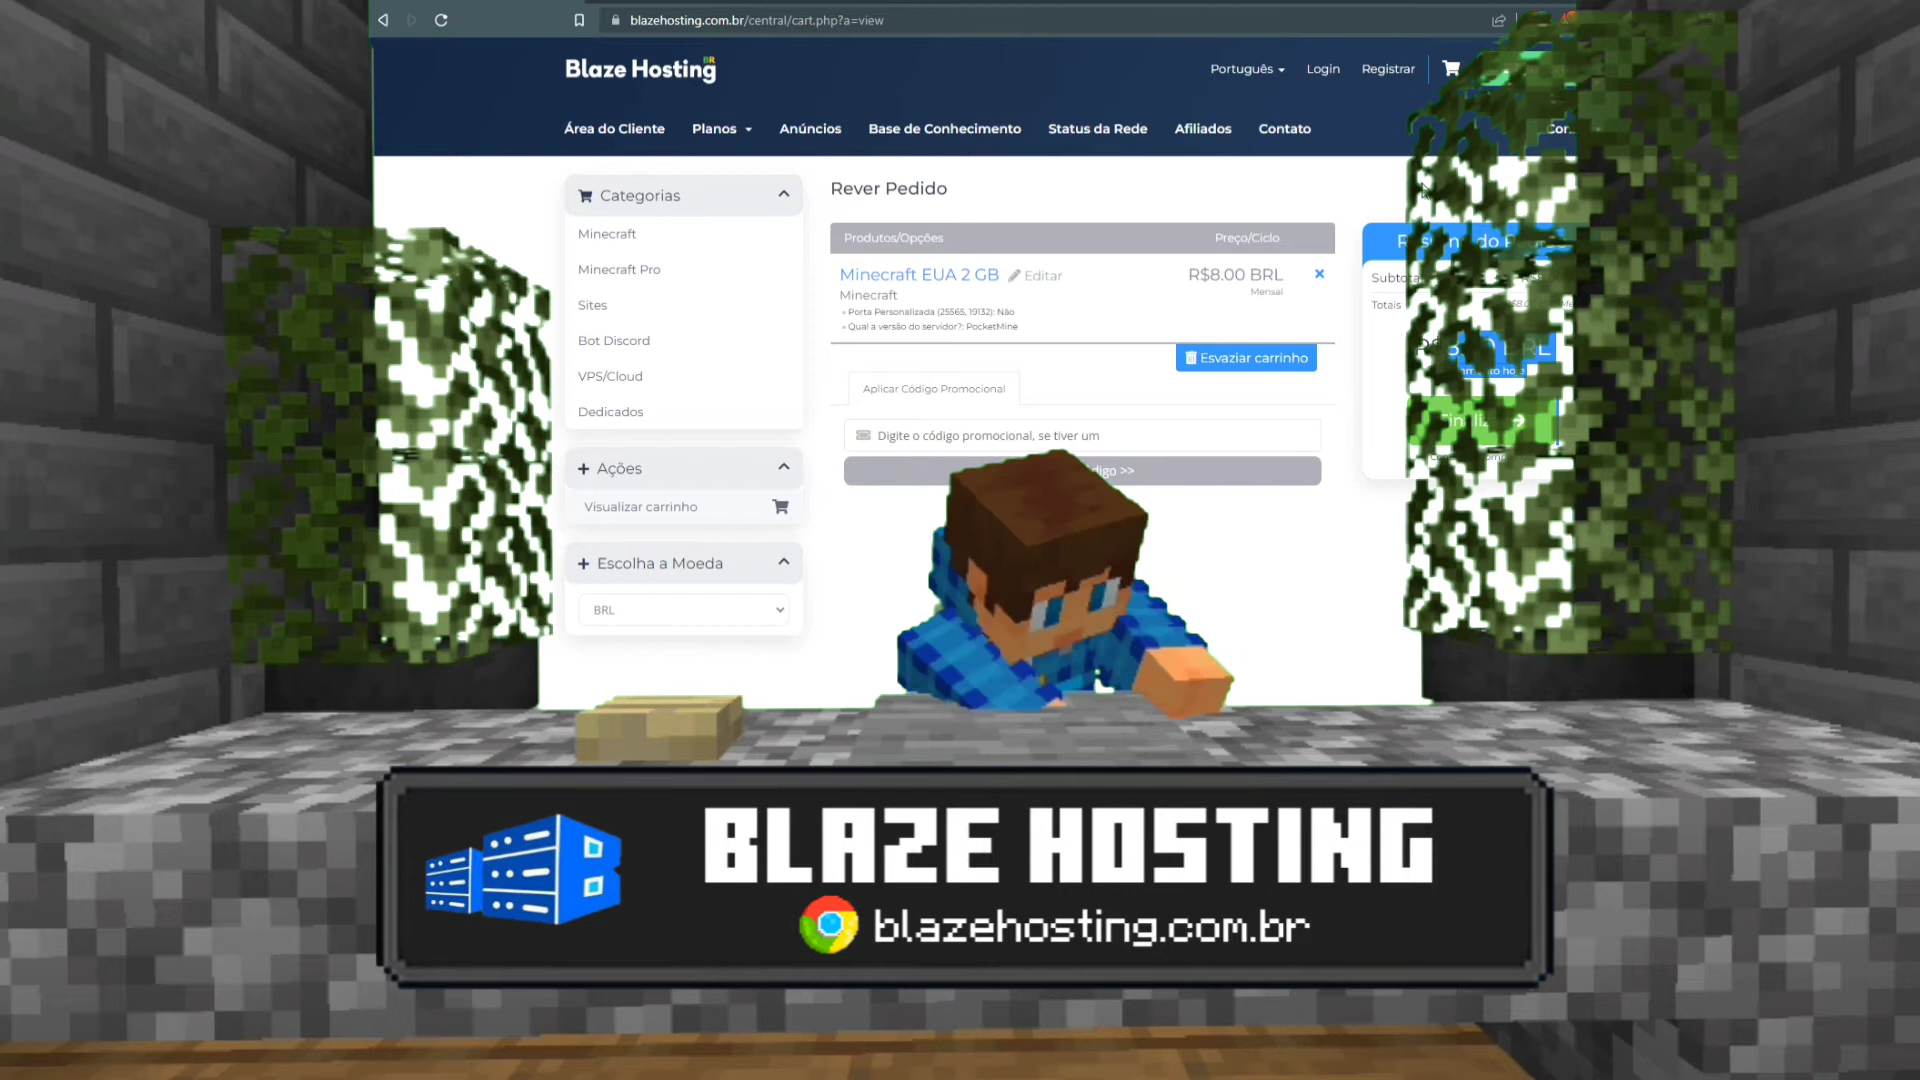 blazehosting.com.br/central/cart.php?a=view
Blaze Hosting BR
Português
Login
Registrar
Área do Cliente
Planos
Anúncios
Base de Conhecimento
Status da Rede
Afiliados
Contato
Categorias
Minecraft
Minecraft Pro
Sites
Bot Discord
VPS/Cloud
Dedicados
Ações
Visualizar carrinho
Escolha a Moeda
BRL
Rever Pedido
Produtos/Opções Preço/Ciclo
Minecraft EUA 2 GB Editar R$8.00 BRL
Minecraft Mensal
» Porta Personalizada (25565, 19132): Não
» Qual a versão do servidor?: PocketMine
Esvaziar carrinho
Aplicar Código Promocional
Digite o código promocional, se tiver um
>>
Totais
BRL
hoje
BLAZE HOSTING
blazehosting.com.br